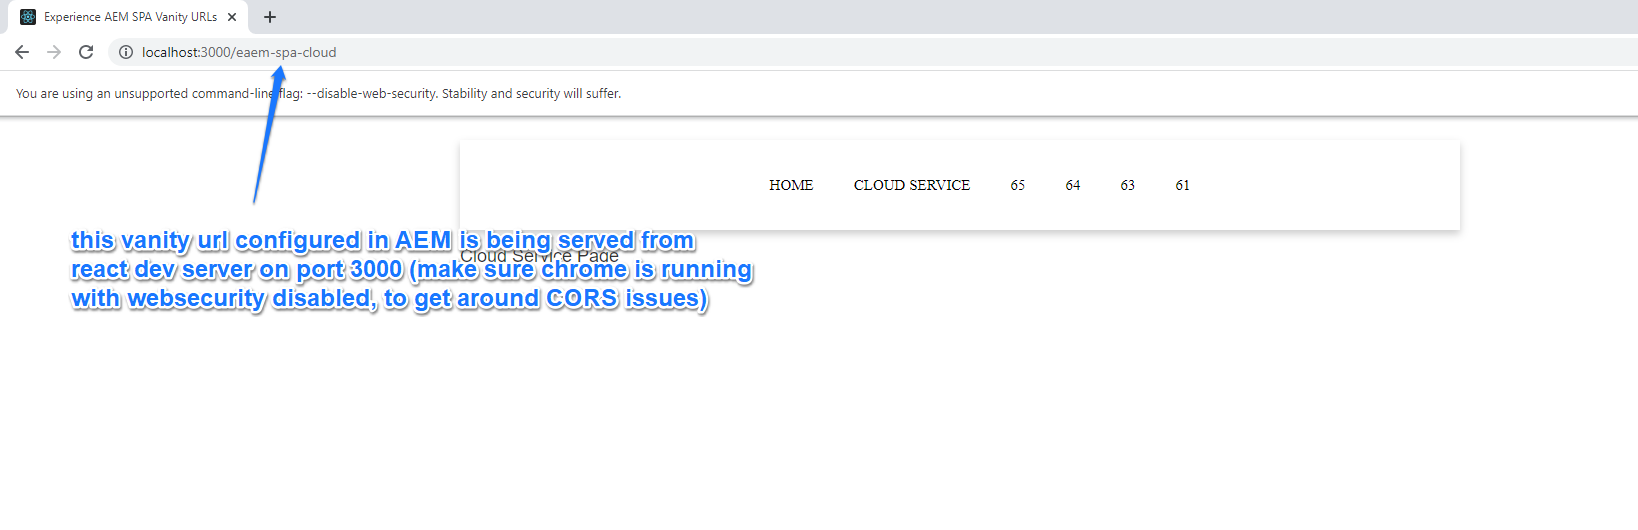 Experience AEM SPA Vanity URLs
localhost:3000/eaem-spa-cloud
You are using an unsupported command-line flag: --disable-web-security. Stability and security will suffer.
HOME CLOUD SERVICE 65 64 63 61
this vanity url configured in AEM is being served from
Cloud Service Page
react dev server on port 3000 (make sure chrome is running
with websecurity disabled, to get around CORS issues)